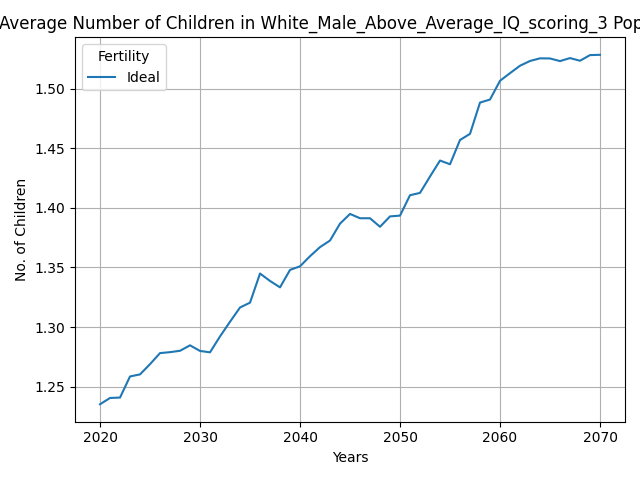 Average Number of Children in White_Male_Above_Average_IQ_scoring_3 Pop
Fertility
Ideal
No. of Children
1.50
1.45
1.40
1.35
1.30
1.25
2020 2030 2040 2050 2060 2070
Years